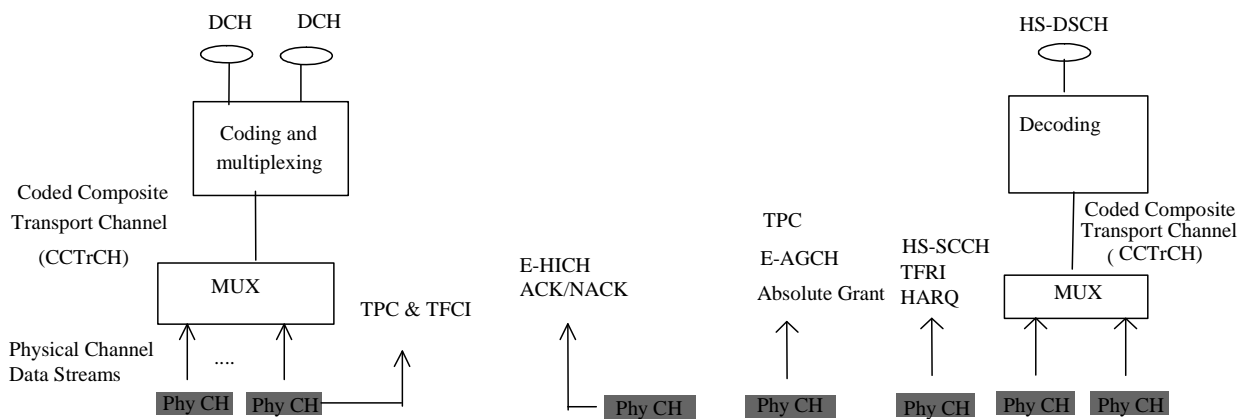 DCH
DCH
Coding and
multiplexing
Coded Composite
Transport Channel
(CCTrCH)
MUX
TPC & TFCI
Physical Channel
Data Streams
....
Phy CH
Phy CH
E-HICH
ACK/NACK
Phy CH
TPC
E-AGCH
Absolute Grant
Phy CH
HS-SCCH
TFRI
HARQ
Phy CH
HS-DSCH
Decoding
Coded Composite
Transport Channel
( CCTrCH)
MUX
Phy CH
Phy CH